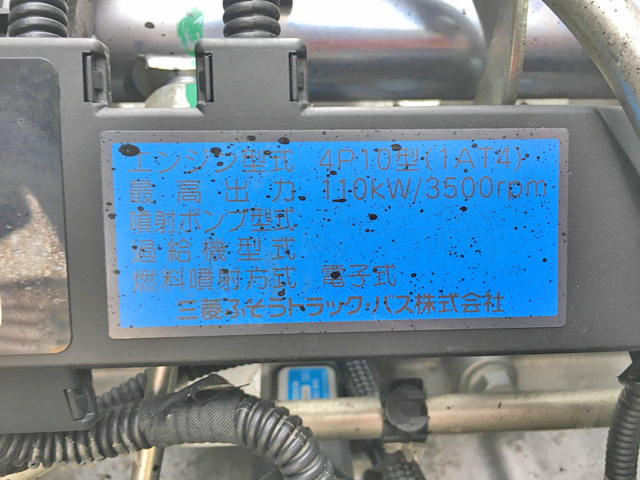 エンジン型式 4P10型(1AT4)
最高出力 110kW/3500rpm
噴射ポンプ型式
過給機型式
燃料噴射方式 電子式
三菱ふそうトラック・バス株式会社